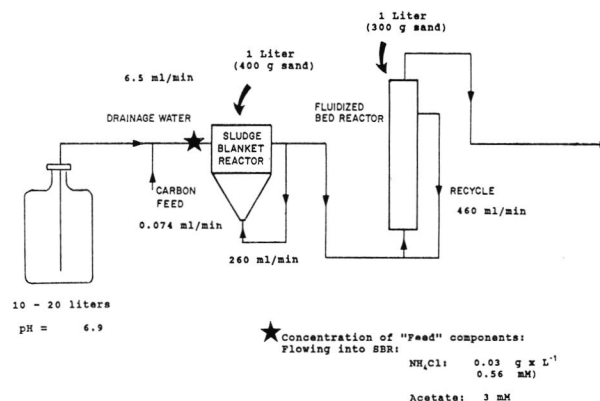 1 Liter
(300 g sand)
1 Liter
(400 g sand)
6.5 ml/min
FLUIDIZED
BED REACTOR
DRAINAGE WATER
SLUDGE
BLANKET
REACTOR
CARBON
FEED
RECYCLE
0.074 ml/min
460 ml/min
260 ml/min
10 - 20 liters
pH = 6.9
Concentration of "Feed" components:
Flowing into SBR:
NH4Cl: 0.03 g x L-1
0.56 mM)
Acetate: 3 mM